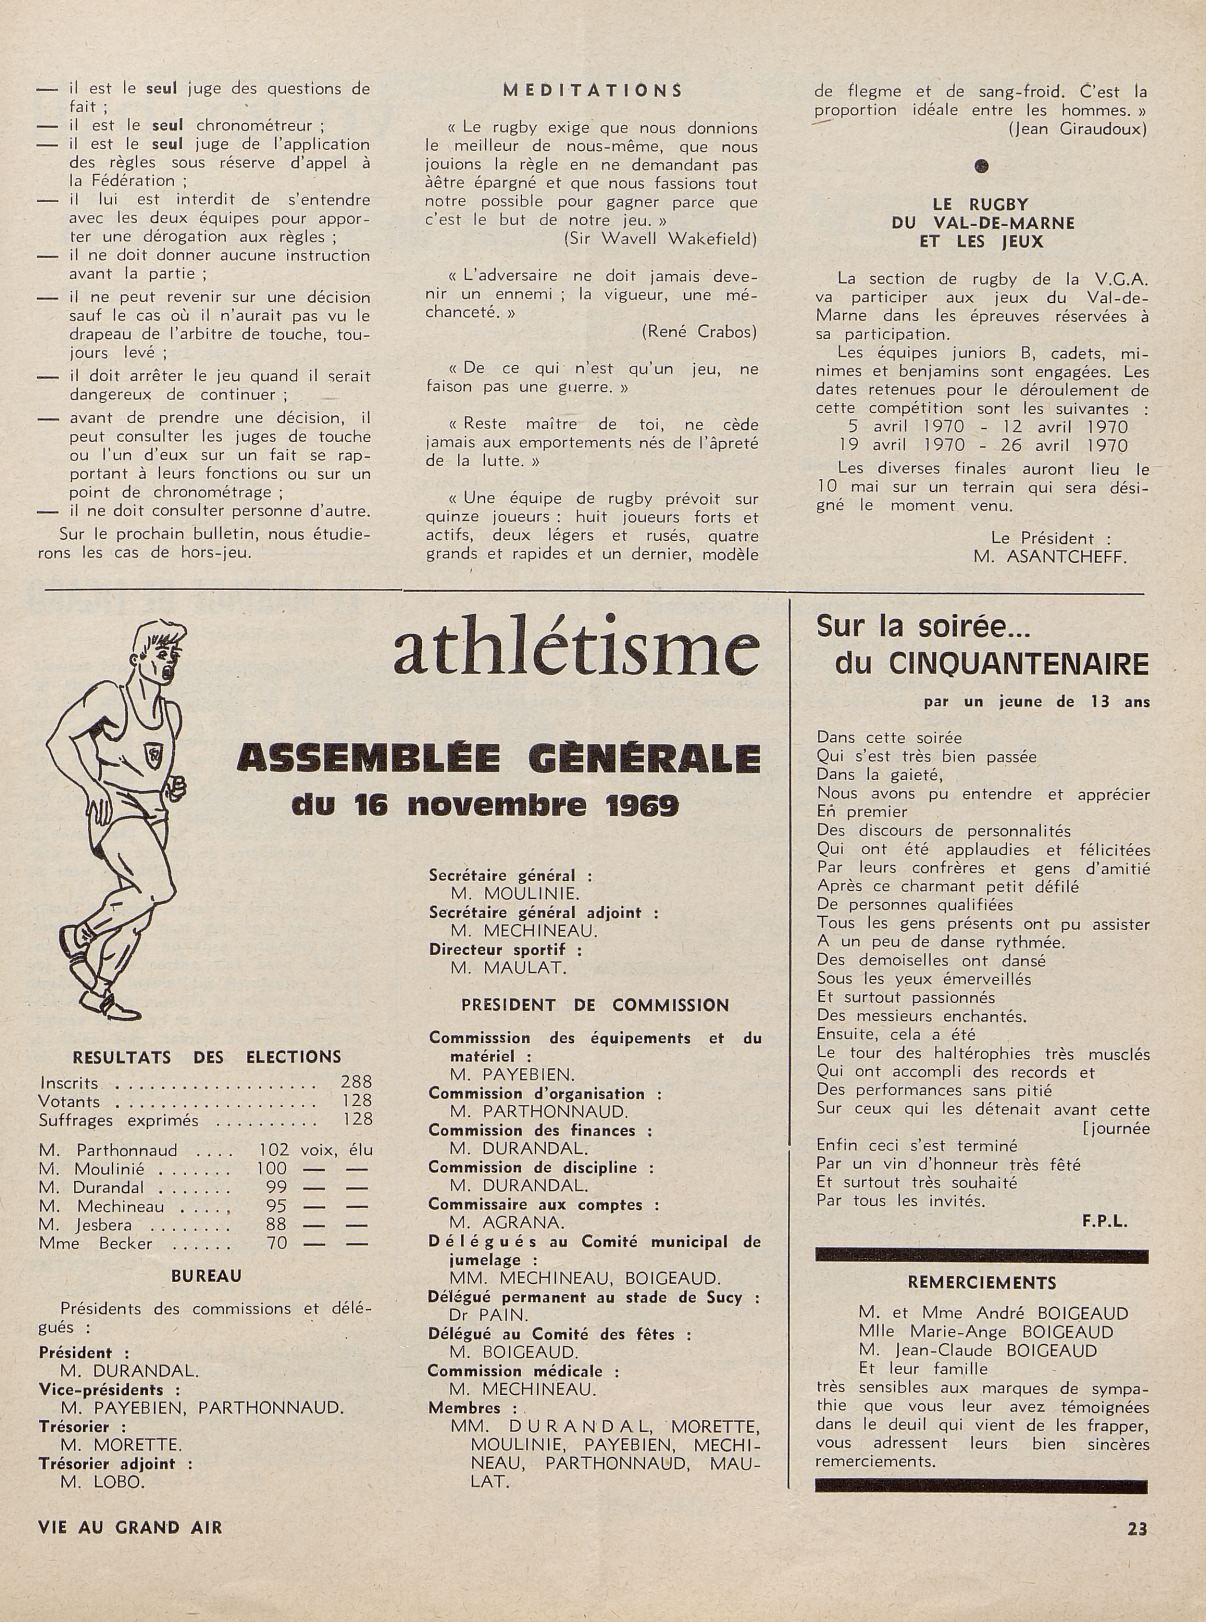 — il est le seul juge des questions de
fait ;
— il est le seul chronométreur ;
— il est le seul juge de l'application
des règles sous réserve d'appel à
la Fédération ;
— il lui est interdit de s'entendre
avec les deux équipes pour appor-
ter une dérogation aux règles ;
— il ne doit donner aucune instruction
avant la partie ;
— il ne peut revenir sur une décision
sauf le cas où il n'aurait pas vu le
drapeau de l'arbitre de touche, tou-
jours levé ;
— il doit arrêter le jeu quand il serait
dangereux de continuer ;
— avant de prendre une décision, il
peut consulter les juges de touche
ou l'un d'eux sur un fait se rap-
portant à leurs fonctions ou sur un
point de chronométrage ;
— il ne doit consulter personne d'autre.
Sur le prochain bulletin, nous étudie-
rons les cas de hors-jeu.
MEDITATIONS
« Le rugby exige que nous donnions
le meilleur de nous-même, que nous
jouions la règle en ne demandant pas
àêtre épargné et que nous fassions tout
notre possible pour gagner parce que
c'est le but de notre jeu. »
(Sir Wavell Wakefield)
« L'adversaire ne doit jamais deve-
nir un ennemi ; la vigueur, une mé-
chanceté. »
(René Crabos)
« De ce qui n'est qu'un jeu, ne
faison pas une guerre. »
« Reste maître de toi, ne cède
jamais aux emportements nés de l'âpreté
de la lutte. »
« Une équipe de rugby prévoit sur
quinze joueurs : huit joueurs forts et
actifs, deux légers et rusés, quatre
grands et rapides et un dernier, modèle
de flegme et de sang-froid. C'est la
proportion idéale entre les hommes. »
(Jean Giraudoux)
●
LE RUGBY
DU VAL-DE-MARNE
ET LES JEUX
La section de rugby de la V.G.A.
va participer aux jeux du Val-de-
Marne dans les épreuves réservées à
sa participation.
Les équipes juniors B, cadets, mi-
nimes et benjamins sont engagées. Les
dates retenues pour le déroulement de
cette compétition sont les suivantes :
5 avril 1970 - 12 avril 1970
19 avril 1970 - 26 avril 1970
Les diverses finales auront lieu le
10 mai sur un terrain qui sera dési-
gné le moment venu.
Le Président :
M. ASANTCHEFF.
athlétisme
ASSEMBLÉE GÈNÉRALE
du 16 novembre 1969
RESULTATS DES ELECTIONS
Inscrits . . . . . . . . . . . . . . . . . . . 288
Votants . . . . . . . . . . . . . . . . . . . 128
Suffrages exprimés . . . . . . . . . . 128
M. Parthonnaud . . . . 102 voix, élu
M. Moulinié . . . . . . . 100 — —
M. Durandal . . . . . . . 99 — —
M. Mechineau . . . . , 95 — —
M. Jesbera . . . . . . . . 88 — —
Mme Becker . . . . . . 70 — —
BUREAU
Présidents des commissions et délé-
gués :
Président :
M. DURANDAL.
Vice-présidents :
M. PAYEBIEN, PARTHONNAUD.
Trésorier :
M. MORETTE.
Trésorier adjoint :
M. LOBO.
Secrétaire général :
M. MOULINIE.
Secrétaire général adjoint :
M. MECHINEAU.
Directeur sportif :
M. MAULAT.
PRESIDENT DE COMMISSION
Commisssion des équipements et du
matériel :
M. PAYEBIEN.
Commission d'organisation :
M. PARTHONNAUD.
Commission des finances :
M. DURANDAL.
Commission de discipline :
M. DURANDAL.
Commissaire aux comptes :
M. AGRANA.
Délégués au Comité municipal de
jumelage :
MM. MECHINEAU, BOIGEAUD.
Délégué permanent au stade de Sucy :
Dr PAIN.
Délégué au Comité des fêtes :
M. BOIGEAUD.
Commission médicale :
M. MECHINEAU.
Membres :
MM. DURANDAL, MORETTE,
MOULINIE, PAYEBIEN, MECHI-
NEAU, PARTHONNAUD, MAU-
LAT.
Sur la soirée...
du CINQUANTENAIRE
par un jeune de 13 ans
Dans cette soirée
Qui s'est très bien passée
Dans la gaieté,
Nous avons pu entendre et apprécier
En premier
Des discours de personnalités
Qui ont été applaudies et félicitées
Par leurs confrères et gens d'amitié
Après ce charmant petit défilé
De personnes qualifiées
Tous les gens présents ont pu assister
A un peu de danse rythmée.
Des demoiselles ont dansé
Sous les yeux émerveillés
Et surtout passionnés
Des messieurs enchantés.
Ensuite, cela a été
Le tour des haltérophies très musclés
Qui ont accompli des records et
Des performances sans pitié
Sur ceux qui les détenait avant cette
[journée
Enfin ceci s'est terminé
Par un vin d'honneur très fêté
Et surtout très souhaité
Par tous les invités.
F.P.L.
REMERCIEMENTS
M. et Mme André BOIGEAUD
Mlle Marie-Ange BOIGEAUD
M. Jean-Claude BOIGEAUD
Et leur famille
très sensibles aux marques de sympa-
thie que vous leur avez témoignées
dans le deuil qui vient de les frapper,
vous adressent leurs bien sincères
remerciements.
VIE AU GRAND AIR
23